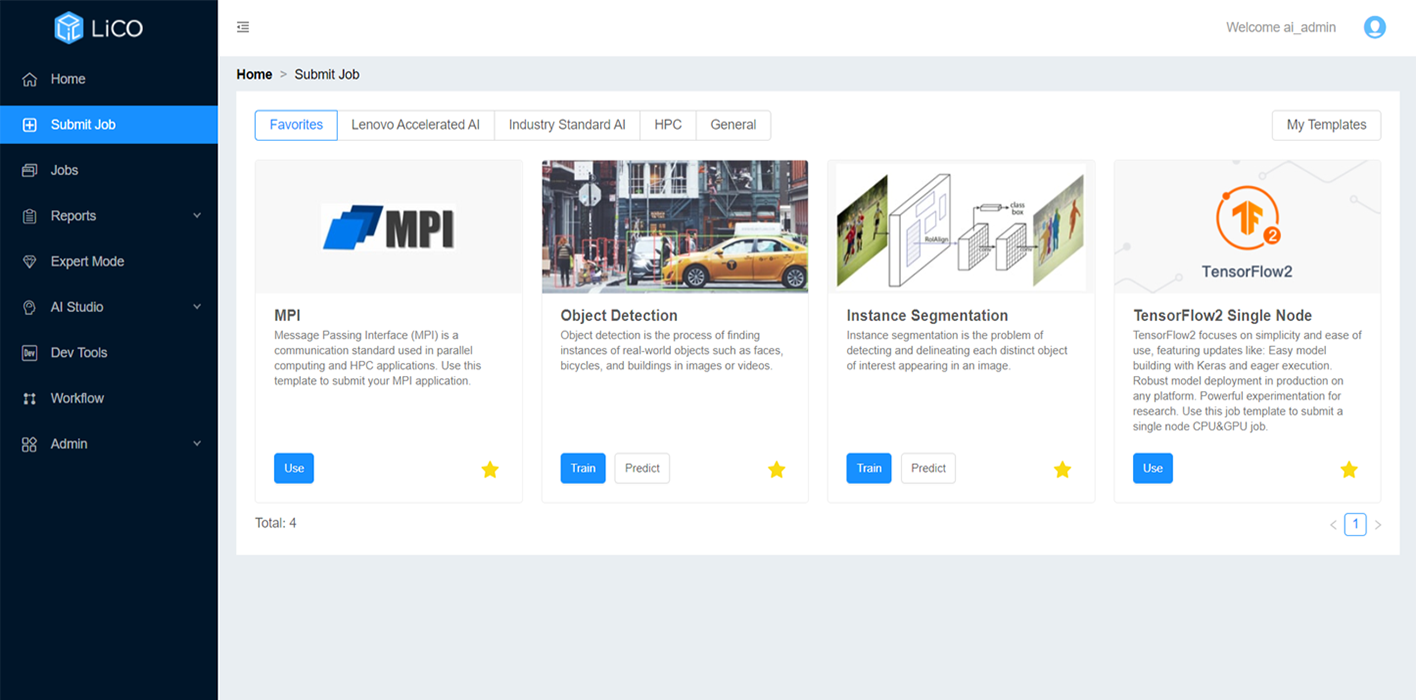 LiCO
Welcome ai_admin
Home
Submit Job
Jobs
Reports
Expert Mode
AI Studio
Dev
Dev Tools
Workflow
Admin
Home > Submit Job
Favorites
Lenovo Accelerated AI
Industry Standard AI
HPC
General
My Templates
MPI
MPI
Message Passing Interface (MPI) is a
communication standard used in parallel
computing and HPC applications. Use this
template to submit your MPI application.
Use
Object Detection
Object detection is the process of finding
instances of real-world objects such as faces,
bicycles, and buildings in images or videos.
Train
Predict
RoIAlign
class
box
Instance Segmentation
Instance segmentation is the problem of
detecting and delineating each distinct object
of interest appearing in an image.
Train
Predict
2
TensorFlow2
TensorFlow2 Single Node
TensorFlow2 focuses on simplicity and ease of
use, featuring updates like: Easy model
building with Keras and eager execution.
Robust model deployment in production on
any platform. Powerful experimentation for
research. Use this job template to submit a
single node CPU&GPU job.
Use
Total: 4
< 1 >